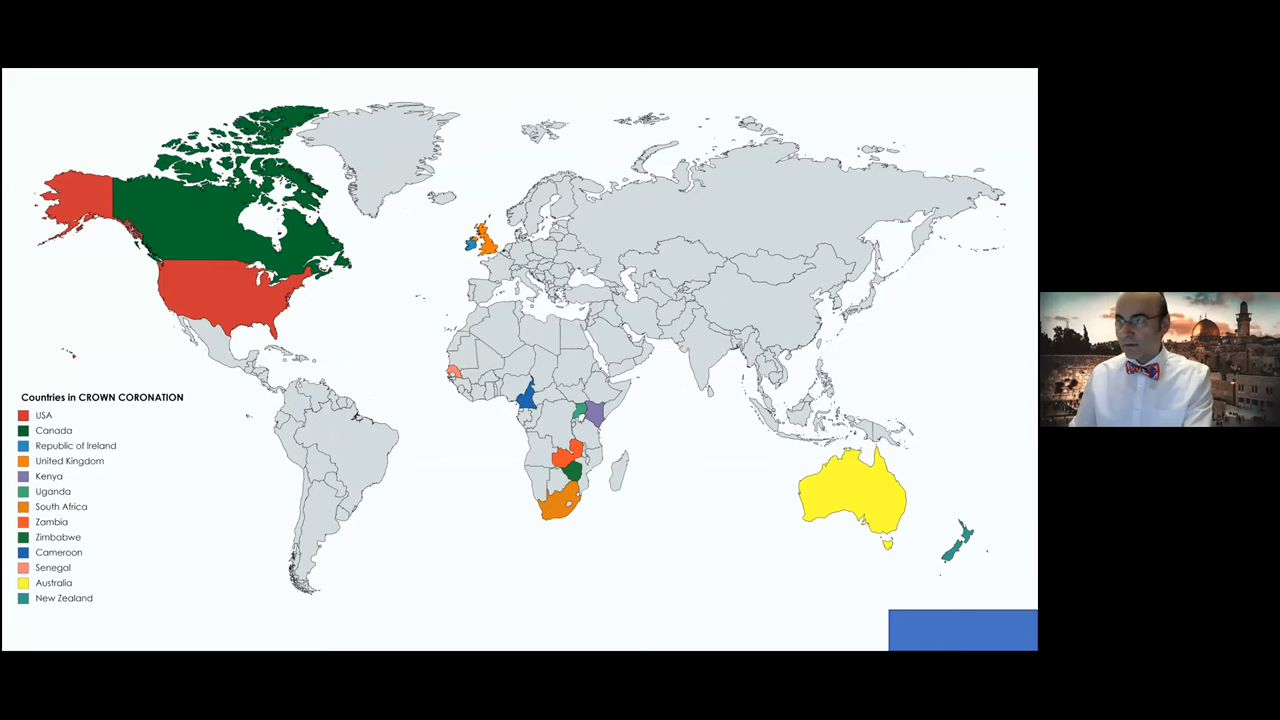 Countries in CROWN CORONATION
USA
Canada
Republic of Ireland
United Kingdom
Kenya
Uganda
South Africa
Zambia
Zimbabwe
Cameroon
Senegal
Australia
New Zealand